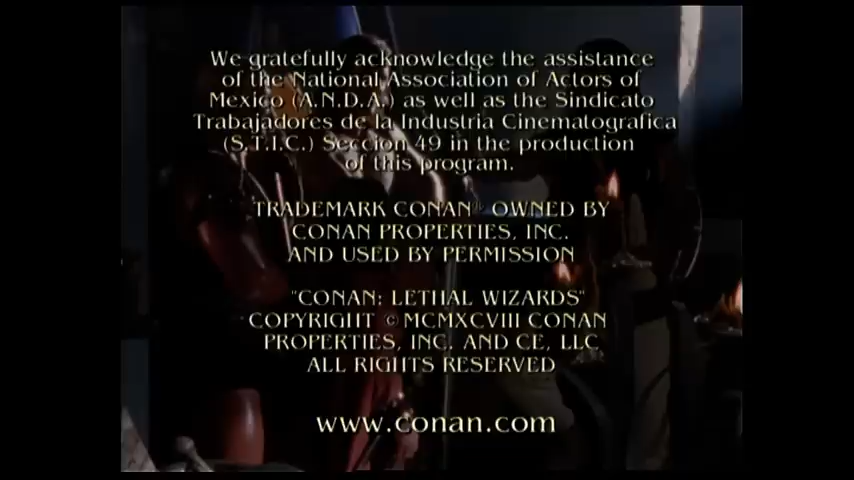 We gratefully acknowledge the assistance
of the National Association of Actors of
Mexico (A.N.D.A.) as well as the Sindicato
Trabajadores de la Industria Cinematografica
(S.T.I.C.) Seccion 49 in the production
of this program.
TRADEMARK CONAN® OWNED BY
CONAN PROPERTIES, INC.
AND USED BY PERMISSION
"CONAN: LETHAL WIZARDS"
COPYRIGHT © MCMXCVIII CONAN
PROPERTIES, INC. AND CE, LLC
ALL RIGHTS RESERVED
www.conan.com